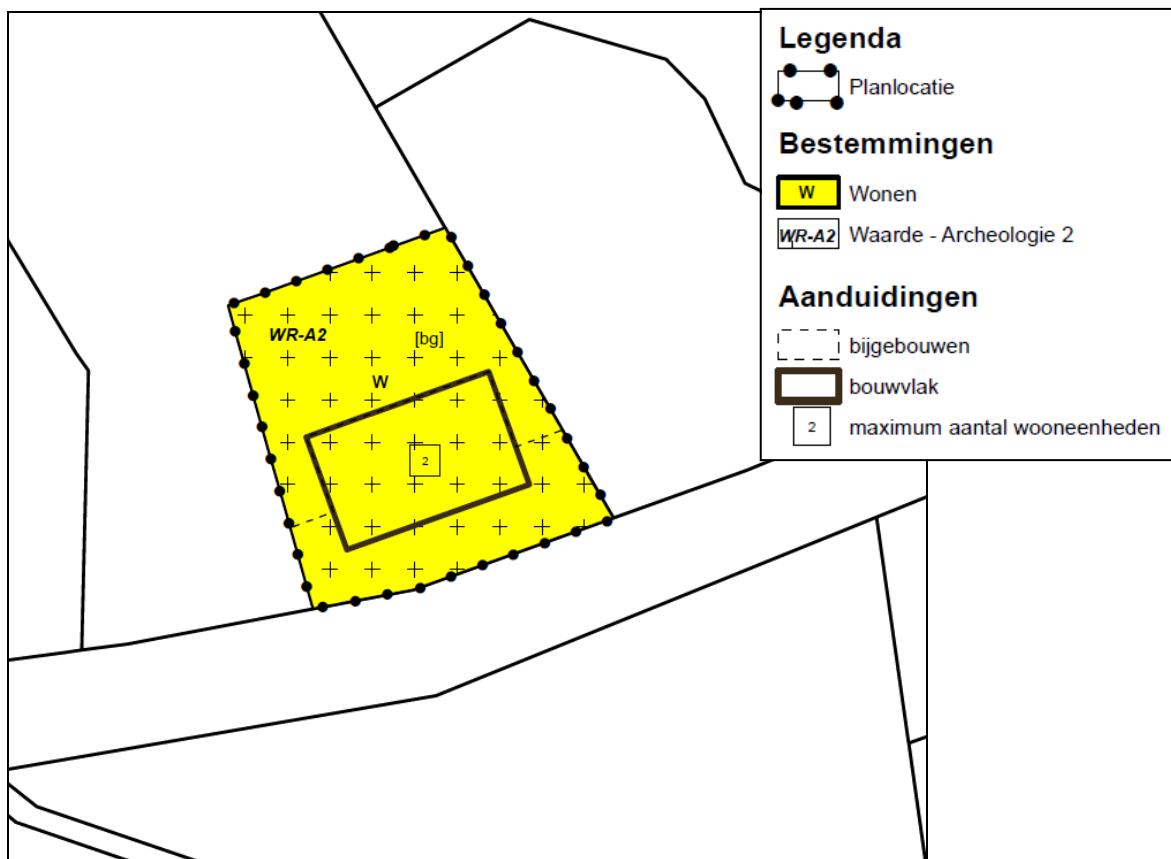 WR-A2
[bg]
W
2
Legenda
Planlocatie
Bestemmingen
W Wonen
WR-A2 Waarde - Archeologie 2
Aanduidingen
bijgebouwen
bouwvlak
2 maximum aantal wooneenheden